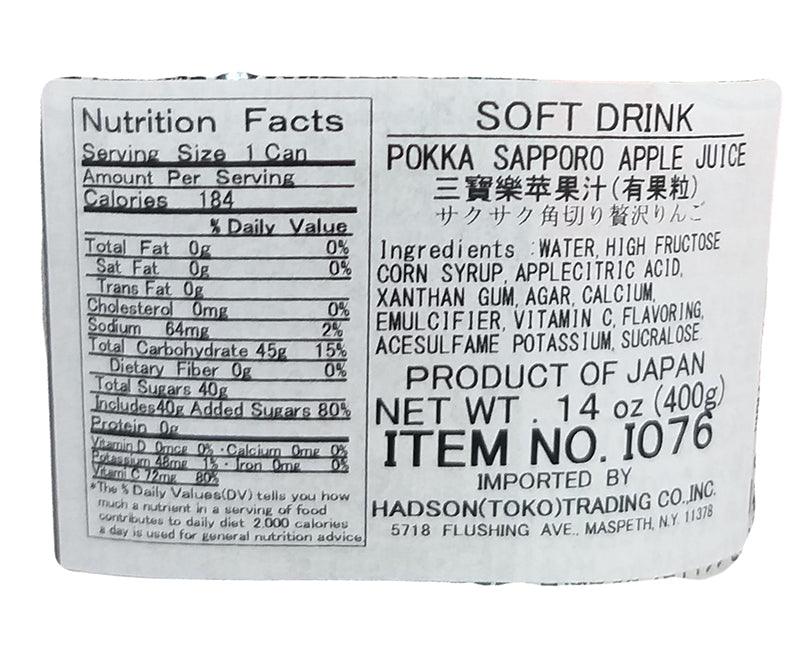 Nutrition Facts
Serving Size 1 Can
Amount Per Serving
Calories 184
% Daily Value
Total Fat 0g 0%
Sat Fat 0g 0%
Trans Fat 0g
Cholesterol 0mg 0%
Sodium 64mg 2%
Total Carbohydrate 45g 15%
Dietary Fiber 0g 0%
Total Sugars 40g
Includes40g Added Sugars 80%
Protein 0g
Vitamin D 0mcg 0% · Calcium 0mg 0%
Potassium 48mg 1% · Iron 0mg 0%
Vitami C 72mg 80%
*The % Daily Values(DV) tells you how
much a nutrient in a serving of food
contributes to daily diet 2,000 calories
a day is used for general nutrition advice
SOFT DRINK
POKKA SAPPORO APPLE JUICE
三寶樂苹果汁(有果粒)
サクサク角切り贅沢りんご
Ingredients :WATER, HIGH FRUCTOSE
CORN SYRUP, APPLECITRIC ACID,
XANTHAN GUM, AGAR, CALCIUM,
EMULCIFIER, VITAMIN C, FLAVORING,
ACESULFAME POTASSIUM, SUCRALOSE
PRODUCT OF JAPAN
NET WT . 14 oz (400g)
ITEM NO. I076
IMPORTED BY
HADSON(TOKO)TRADING CO.,INC.
5718 FLUSHING AVE., MASPETH, N.Y. 11378